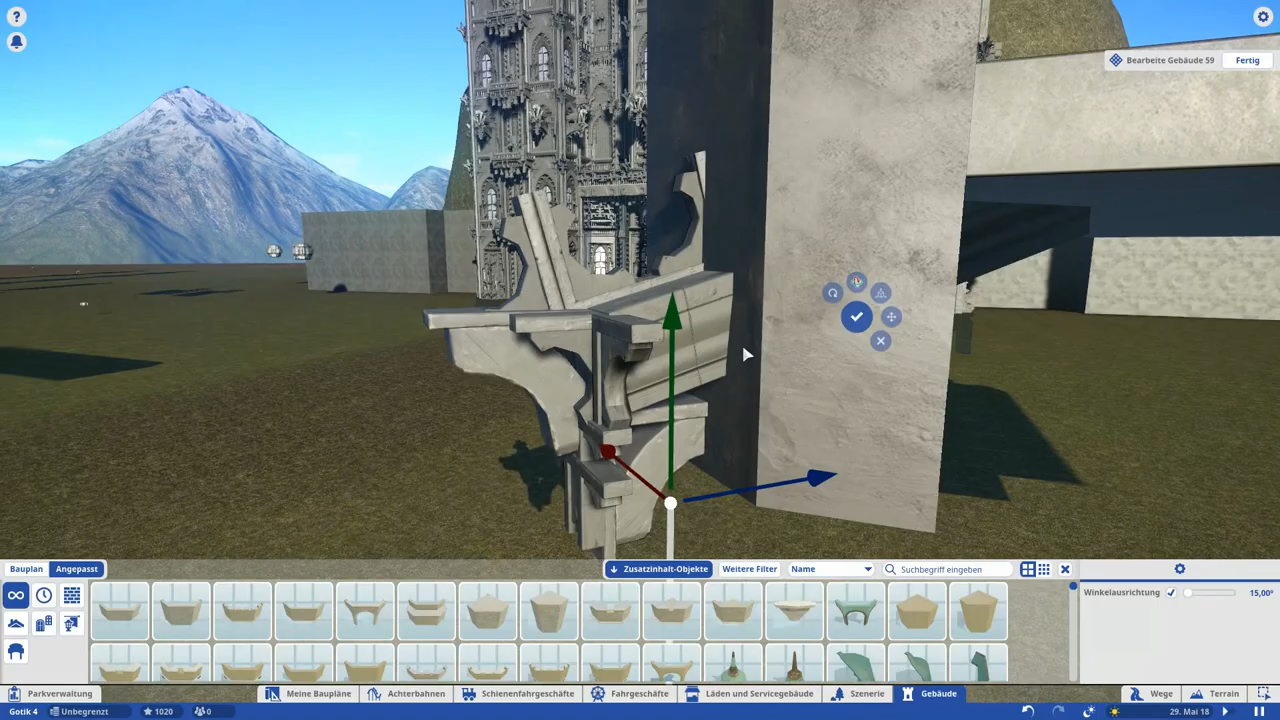 ?
Bearbeite Gebäude 59
Fertig
Bauplan
Angepasst
Zusatzinhalt-Objekte
Weitere Filter
Name
Suchbegriff eingeben
Winkelausrichtung
15,00°
Parkverwaltung
Meine Baupläne
Achterbahnen
Schienenfahrgeschäfte
Fahrgeschäfte
Läden und Servicegebäude
Szenerie
Gebäude
Wege
Terrain
Gotik 4
Unbegrenzt
1020
0
29. Mai 18